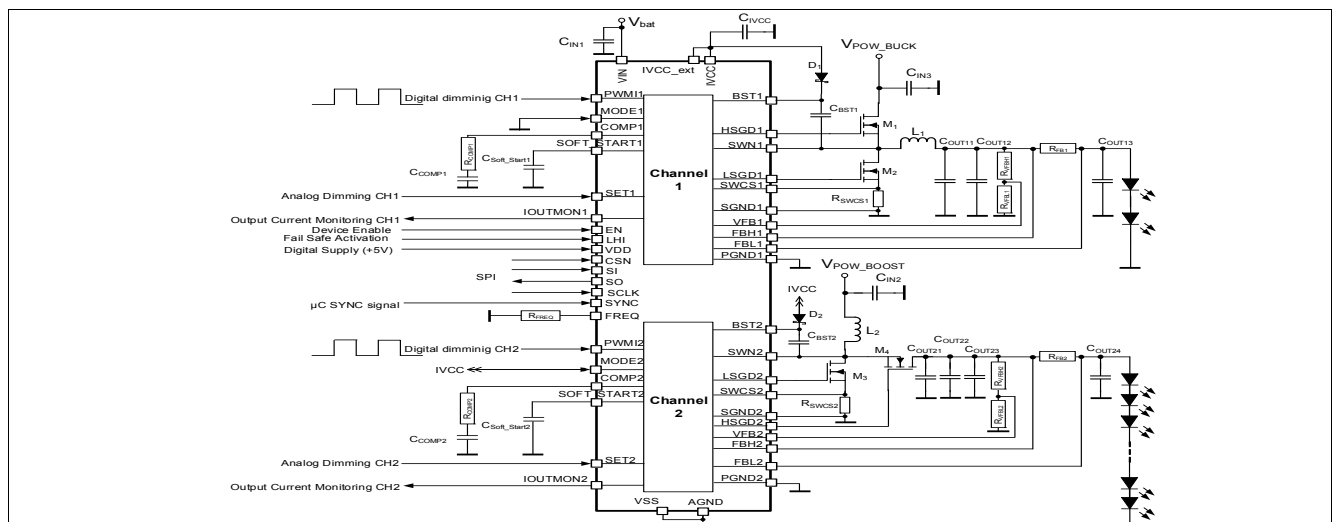 Vbat
CIVCC
CIN1
VPOW_BUCK
VIN
IVCC_ext
IVCC
D1
CIN3
Digital dimminig CH1
PWMI1
BST1
MODE1
CBST1
COMP1
HSGD1
M1
L1
RCOMP1
SOFT_START1
SWN1
COUT11
COUT12
RFB1
COUT13
CSoft_Start1
CCOMP1
Channel
1
LSGD1
M2
RVFBH1
SWCS1
RSWCS1
RVFBL1
Analog Dimming CH1
SET1
SGND1
Output Current Monitoring CH1
IOUTMON1
VFB1
Device Enable
EN
FBH1
Fail Safe Activation
LHI
FBL1
Digital Supply (+5V)
VDD
PGND1
CSN
SPI
SI
SO
SCLK
VPOW_BOOST
CIN2
IVCC
µC SYNC signal
SYNC
D2
RFREQ
FREQ
L2
BST2
CBST2
Digital dimminig CH2
PWMI2
SWN2
M4
COUT21
COUT22
COUT23
RFB2
COUT24
IVCC
MODE2
COMP2
LSGD2
M3
RVFBH2
RCOMP2
SOFT_START2
SWCS2
RSWCS2
CSoft_Start2
CCOMP2
Channel
2
SGND2
HSGD2
RVFBL2
VFB2
FBH2
Analog Dimming CH2
SET2
FBL2
Output Current Monitoring CH2
IOUTMON2
PGND2
VSS
AGND